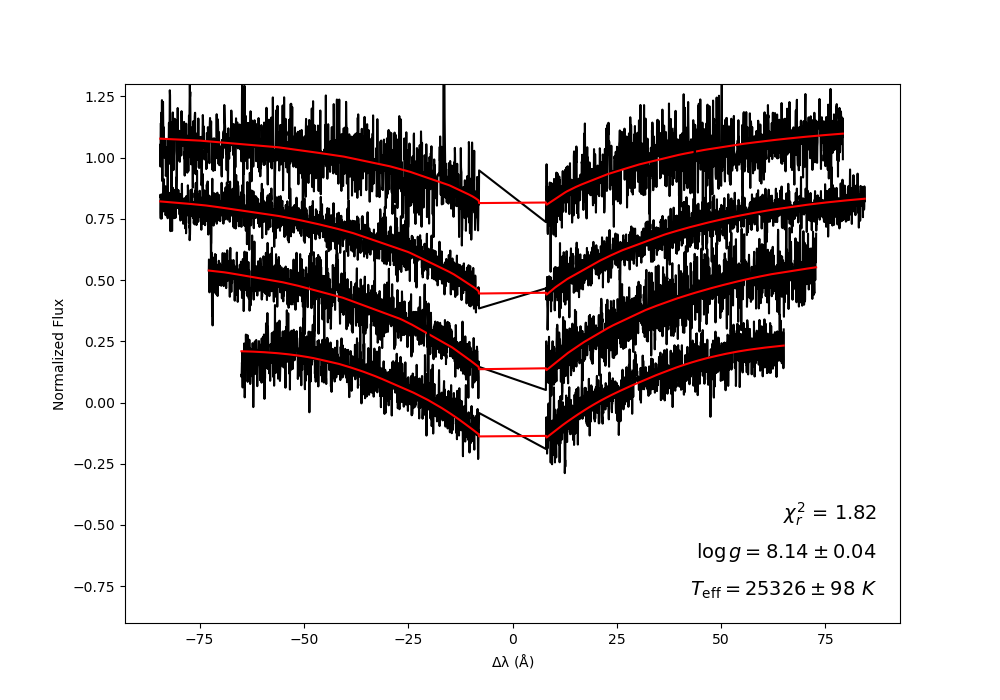 1.25
1.00
0.75
0.50
0.25
0.00
−0.25
−0.50
−0.75
Normalized Flux
χ²ᵣ = 1.82
log g = 8.14 ± 0.04
T_eff = 25326 ± 98 K
−75 −50 −25 0 25 50 75
Δλ (Å)